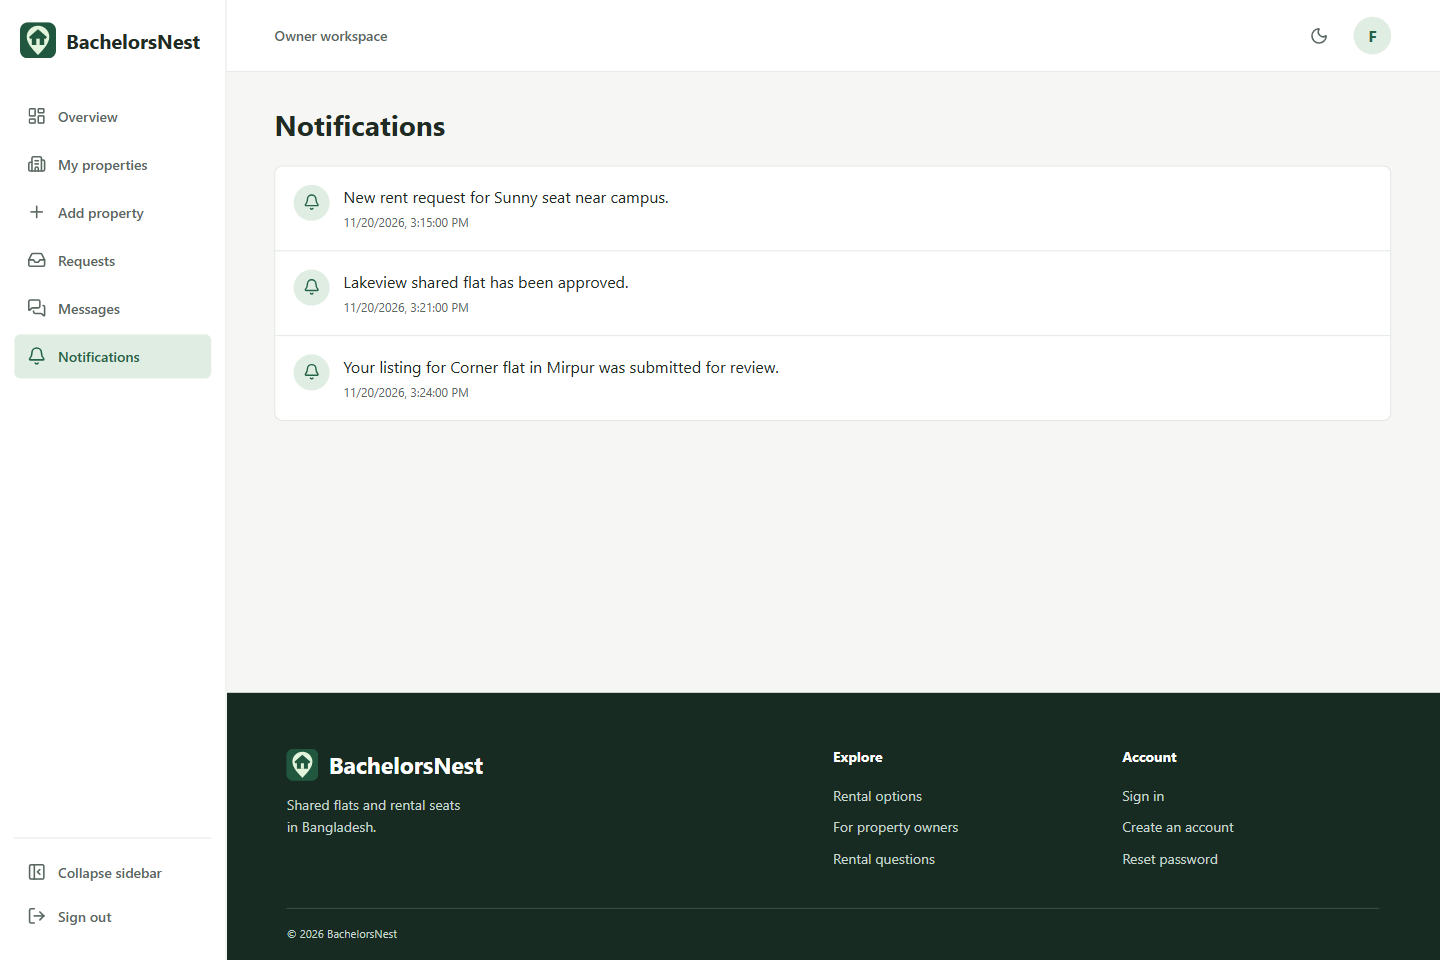 BachelorsNest
Owner workspace
F
Overview
My properties
Add property
Requests
Messages
Notifications
Collapse sidebar
Sign out
Notifications
New rent request for Sunny seat near campus.
11/20/2026, 3:15:00 PM
Lakeview shared flat has been approved.
11/20/2026, 3:21:00 PM
Your listing for Corner flat in Mirpur was submitted for review.
11/20/2026, 3:24:00 PM
BachelorsNest
Shared flats and rental seats
in Bangladesh.
Explore
Rental options
For property owners
Rental questions
Account
Sign in
Create an account
Reset password
© 2026 BachelorsNest